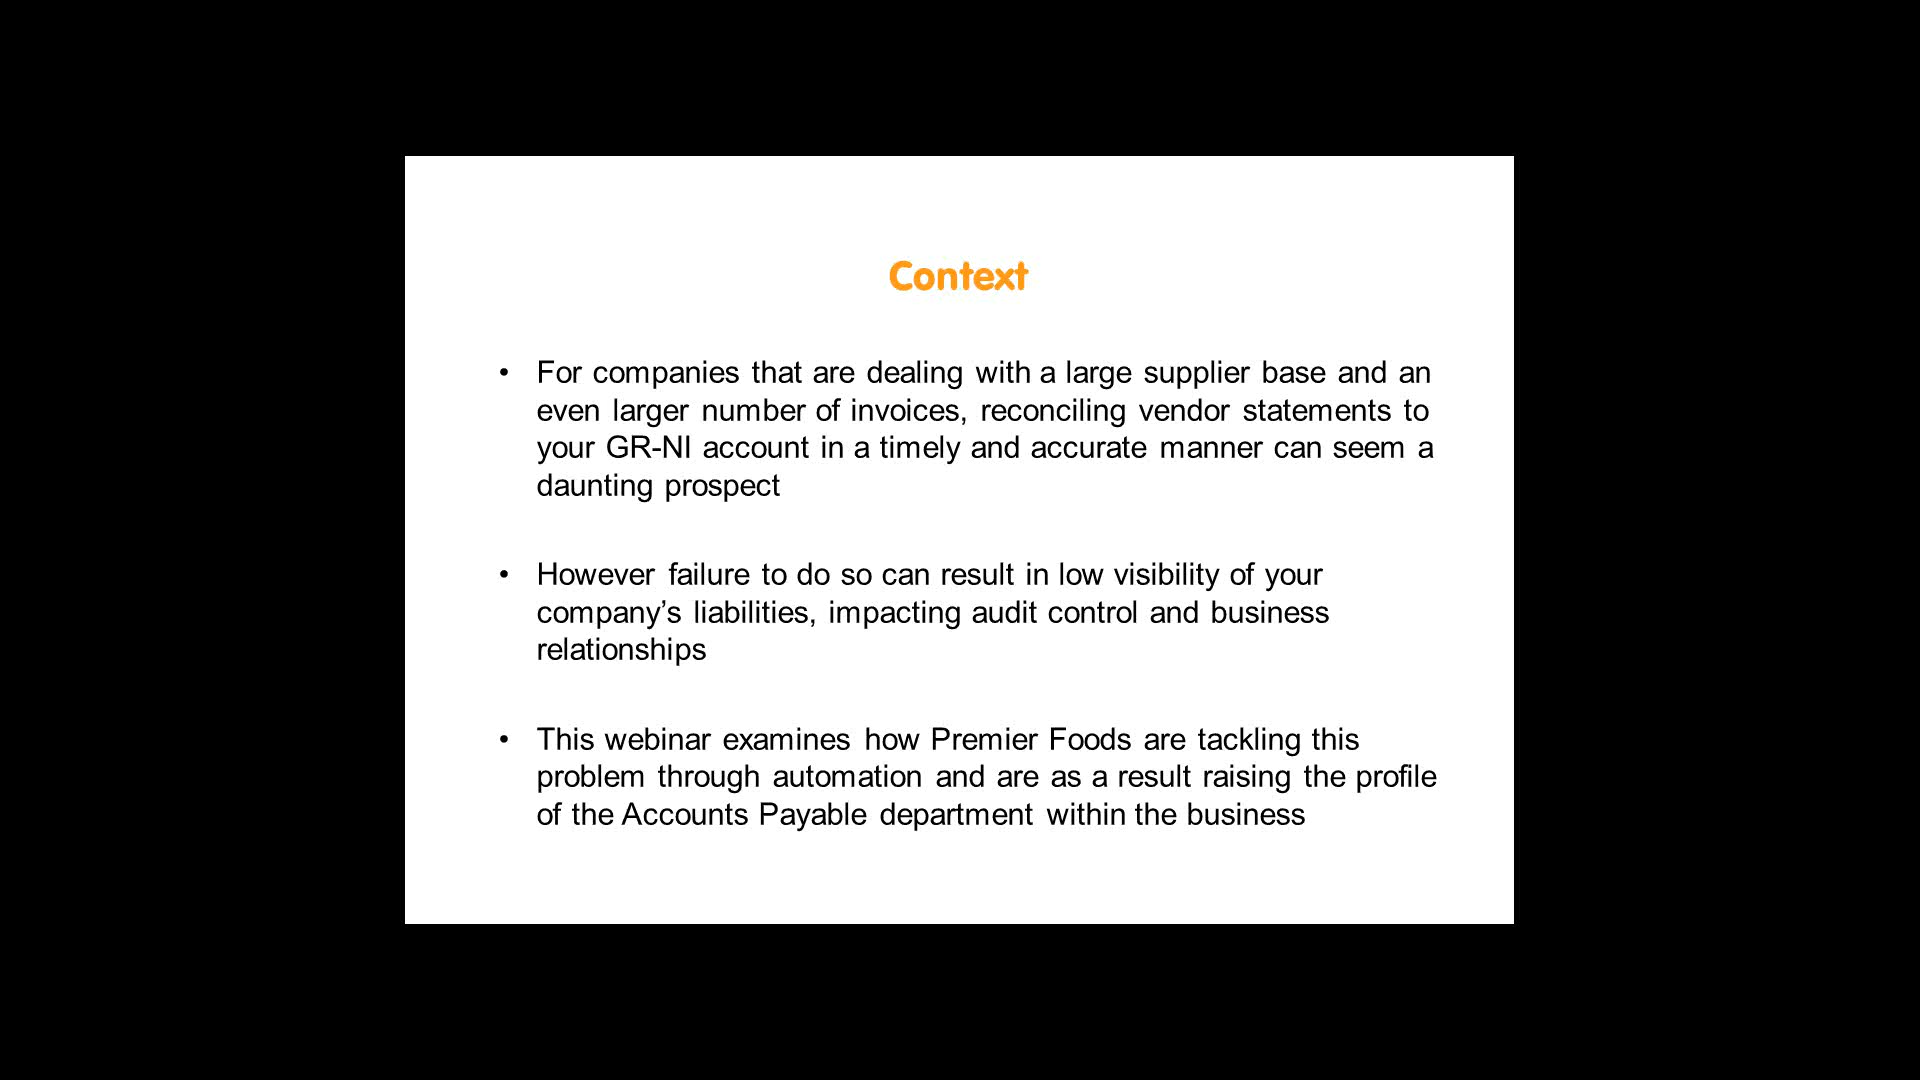 Context
• For companies that are dealing with a large supplier base and an
even larger number of invoices, reconciling vendor statements to
your GR-NI account in a timely and accurate manner can seem a
daunting prospect
• However failure to do so can result in low visibility of your
company’s liabilities, impacting audit control and business
relationships
• This webinar examines how Premier Foods are tackling this
problem through automation and are as a result raising the profile
of the Accounts Payable department within the business